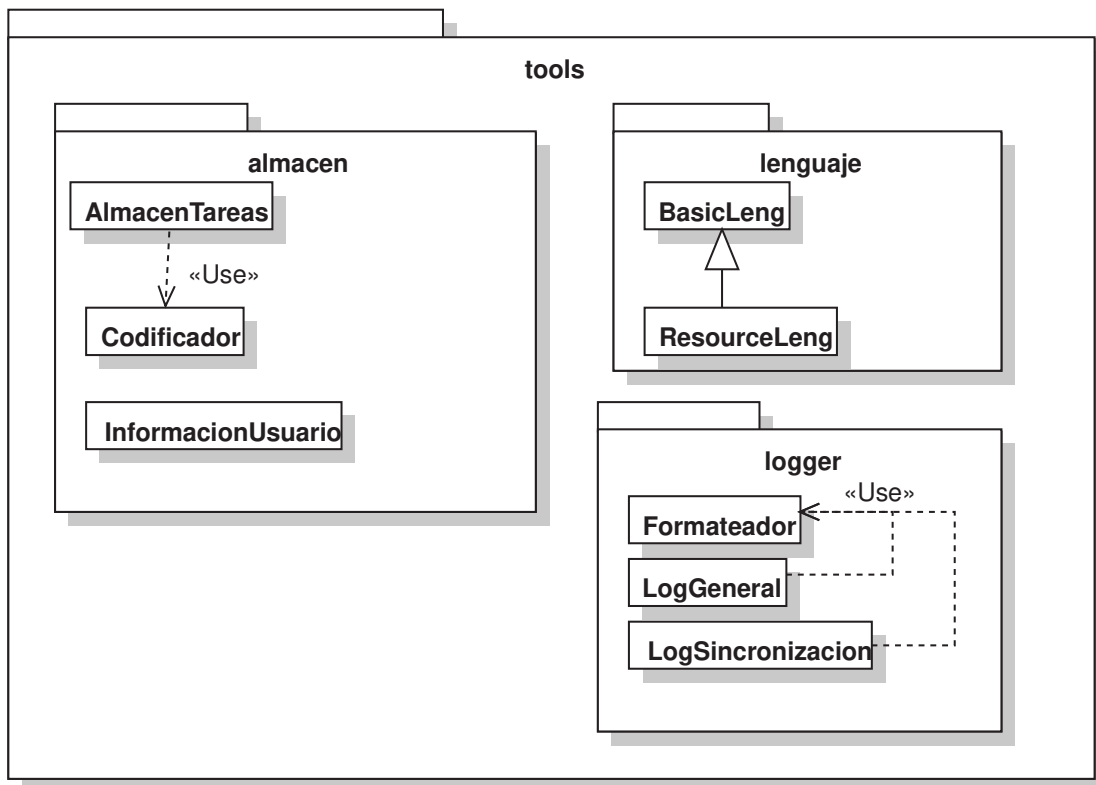 tools
almacen
AlmacenTareas
«Use»
Codificador
InformacionUsuario
lenguaje
BasicLeng
ResourceLeng
logger
«Use»
Formateador
LogGeneral
LogSincronizacion